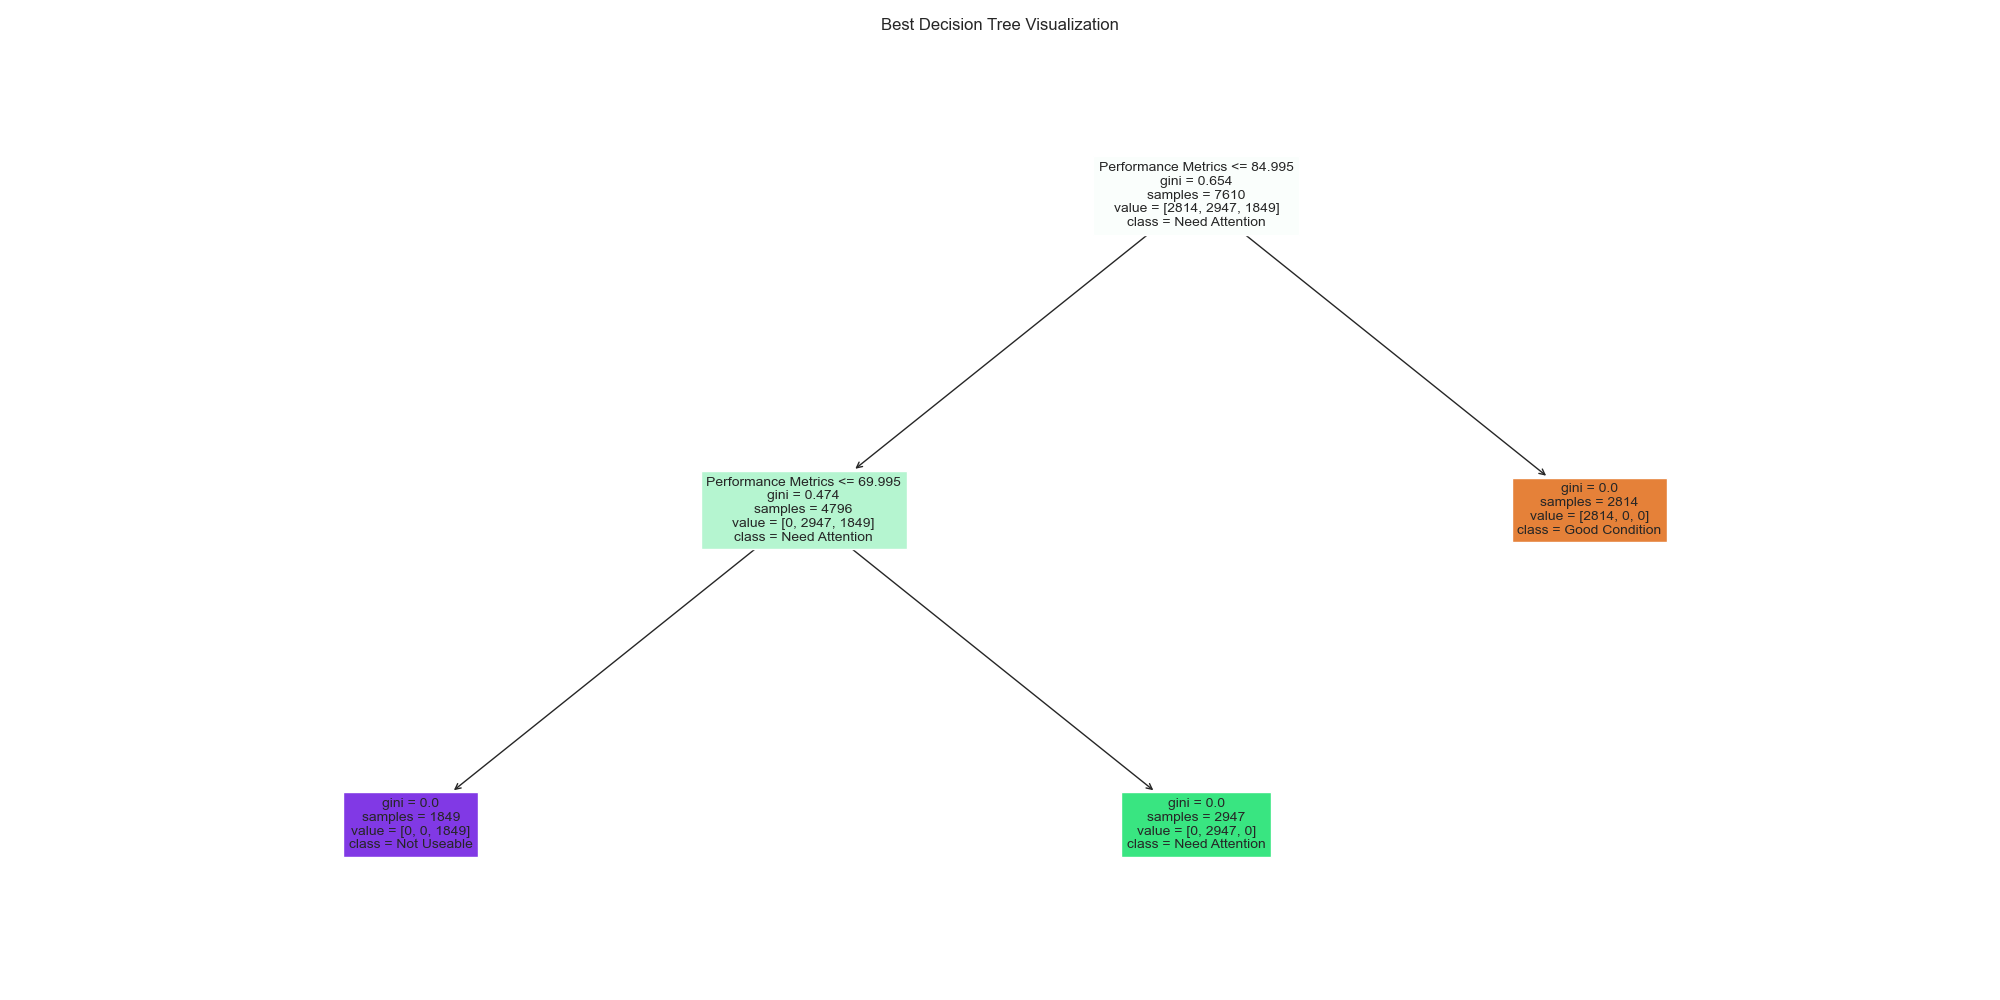 Best Decision Tree Visualization
Performance Metrics <= 84.995
gini = 0.654
samples = 7610
value = [2814, 2947, 1849]
class = Need Attention
Performance Metrics <= 69.995
gini = 0.474
samples = 4796
value = [0, 2947, 1849]
class = Need Attention
gini = 0.0
samples = 2814
value = [2814, 0, 0]
class = Good Condition
gini = 0.0
samples = 1849
value = [0, 0, 1849]
class = Not Useable
gini = 0.0
samples = 2947
value = [0, 2947, 0]
class = Need Attention